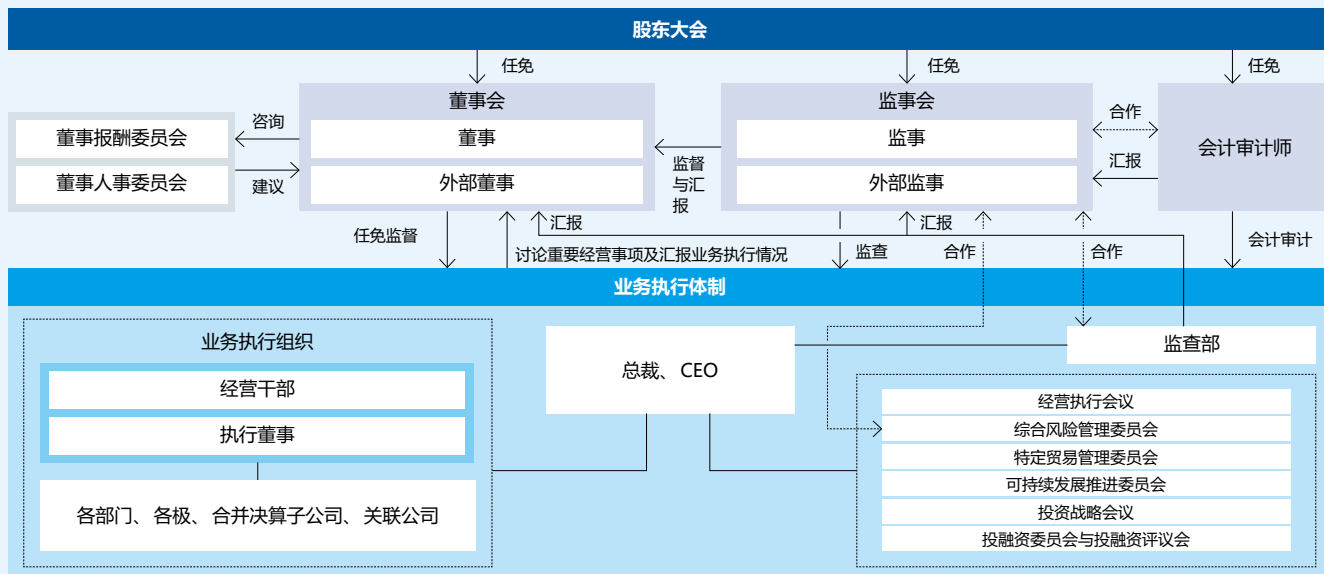 股东大会
任免
任免
任免
董事会
董事
外部董事
监事会
监事
外部监事
会计审计师
董事报酬委员会
董事人事委员会
咨询
建议
监督
与汇
报
合作
汇报
任免监督
汇报
讨论重要经营事项及汇报业务执行情况
监查
汇报
合作
合作
会计审计
业务执行体制
业务执行组织
经营干部
执行董事
各部门、各极、合并决算子公司、关联公司
总裁、CEO
监查部
经营执行会议
综合风险管理委员会
特定贸易管理委员会
可持续发展推进委员会
投资战略会议
投融资委员会与投融资评议会